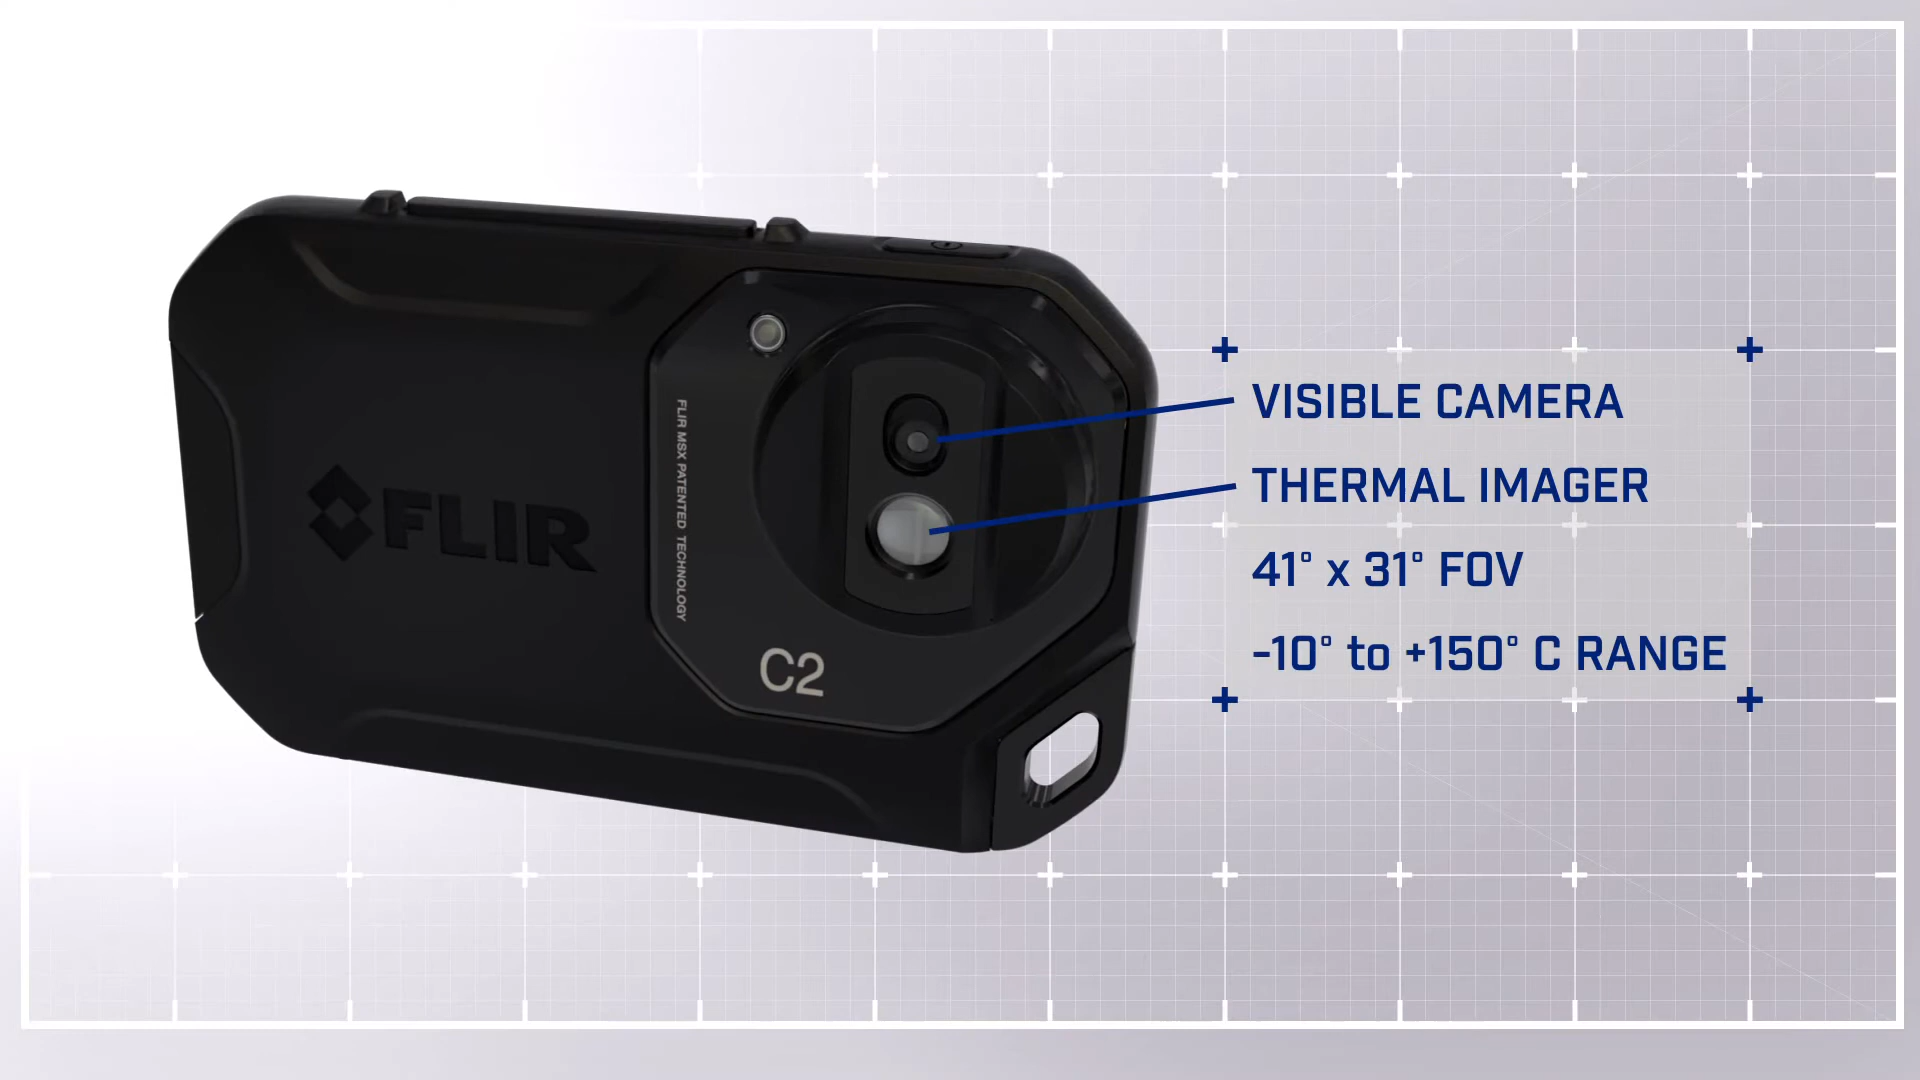 FLIR
FLIR MSX PATENTED TECHNOLOGY
C2
VISIBLE CAMERA
THERMAL IMAGER
41° x 31° FOV
-10° to +150° C RANGE